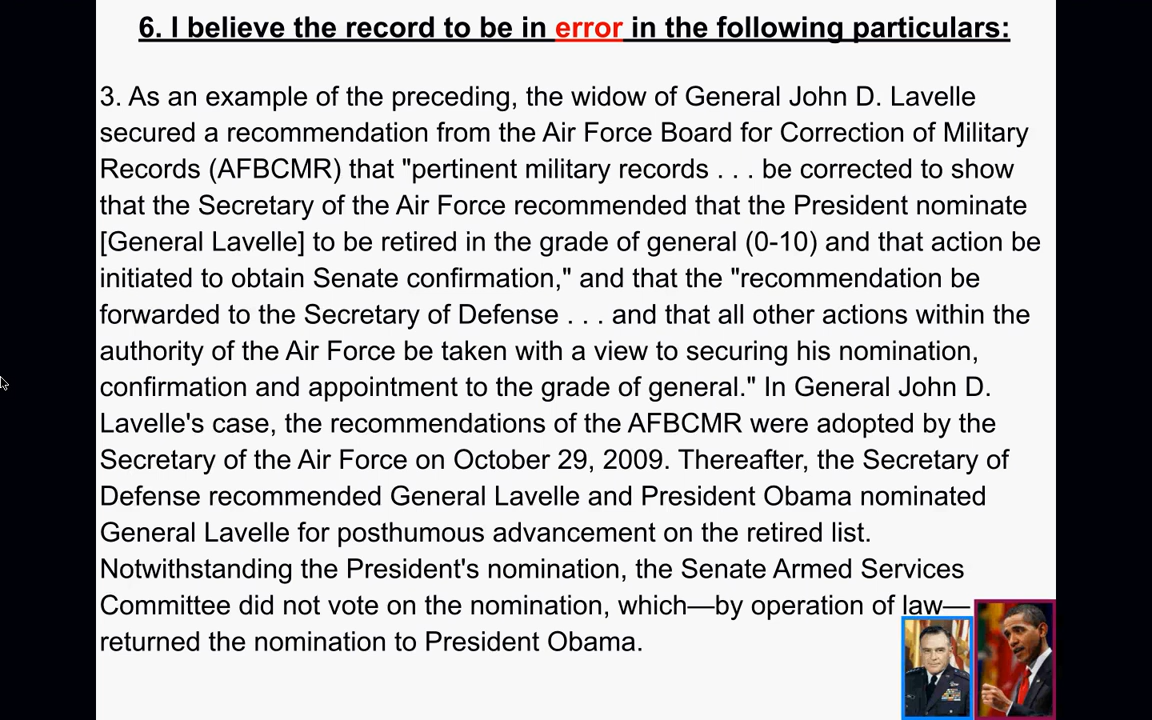 6. I believe the record to be in error in the following particulars:
3. As an example of the preceding, the widow of General John D. Lavelle
secured a recommendation from the Air Force Board for Correction of Military
Records (AFBCMR) that "pertinent military records . . . be corrected to show
that the Secretary of the Air Force recommended that the President nominate
[General Lavelle] to be retired in the grade of general (0-10) and that action be
initiated to obtain Senate confirmation," and that the "recommendation be
forwarded to the Secretary of Defense . . . and that all other actions within the
authority of the Air Force be taken with a view to securing his nomination,
confirmation and appointment to the grade of general." In General John D.
Lavelle's case, the recommendations of the AFBCMR were adopted by the
Secretary of the Air Force on October 29, 2009. Thereafter, the Secretary of
Defense recommended General Lavelle and President Obama nominated
General Lavelle for posthumous advancement on the retired list.
Notwithstanding the President's nomination, the Senate Armed Services
Committee did not vote on the nomination, which—by operation of law—
returned the nomination to President Obama.